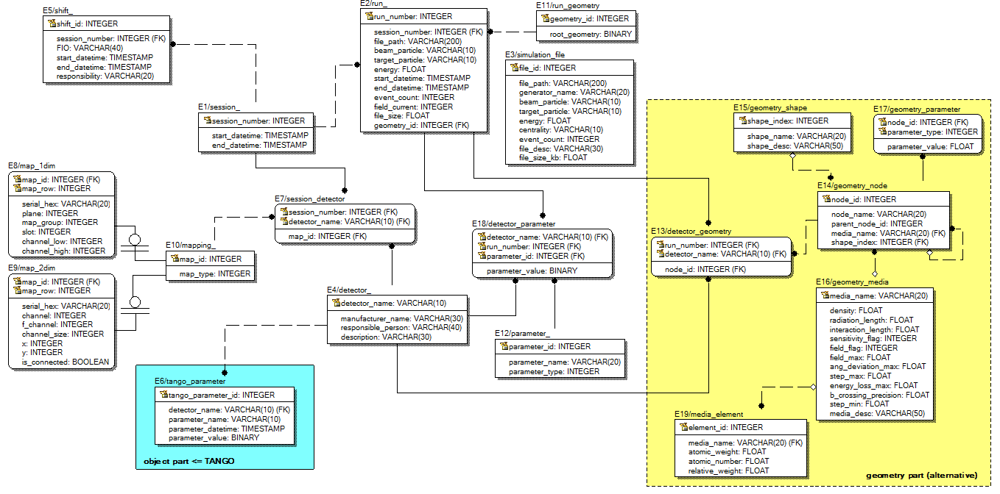 E5/shift_
shift_id: INTEGER
session_number: INTEGER (FK)
FIO: VARCHAR(40)
start_datetime: TIMESTAMP
end_datetime: TIMESTAMP
responsibility: VARCHAR(20)
E2/run_
run_number: INTEGER
session_number: INTEGER (FK)
file_path: VARCHAR(200)
beam_particle: VARCHAR(10)
target_particle: VARCHAR(10)
energy: FLOAT
start_datetime: TIMESTAMP
end_datetime: TIMESTAMP
event_count: INTEGER
field_current: INTEGER
file_size: FLOAT
geometry_id: INTEGER (FK)
E11/run_geometry
geometry_id: INTEGER
root_geometry: BINARY
E3/simulation_file
file_id: INTEGER
file_path: VARCHAR(200)
generator_name: VARCHAR(20)
beam_particle: VARCHAR(10)
target_particle: VARCHAR(10)
energy: FLOAT
centrality: VARCHAR(10)
event_count: INTEGER
file_desc: VARCHAR(30)
file_size_kb: FLOAT
E1/session_
session_number: INTEGER
start_datetime: TIMESTAMP
end_datetime: TIMESTAMP
E15/geometry_shape
shape_index: INTEGER
shape_name: VARCHAR(20)
shape_desc: VARCHAR(50)
E17/geometry_parameter
node_id: INTEGER (FK)
parameter_type: INTEGER
parameter_value: FLOAT
E8/map_1dim
map_id: INTEGER (FK)
map_row: INTEGER
serial_hex: VARCHAR(20)
plane: INTEGER
map_group: INTEGER
slot: INTEGER
channel_low: INTEGER
channel_high: INTEGER
E7/session_detector
session_number: INTEGER (FK)
detector_name: VARCHAR(10) (FK)
map_id: INTEGER (FK)
E14/geometry_node
node_id: INTEGER
node_name: VARCHAR(20)
parent_node_id: INTEGER
media_name: VARCHAR(20) (FK)
shape_index: INTEGER (FK)
E18/detector_parameter
detector_name: VARCHAR(10) (FK)
run_number: INTEGER (FK)
parameter_id: INTEGER (FK)
parameter_value: BINARY
E13/detector_geometry
run_number: INTEGER (FK)
detector_name: VARCHAR(10) (FK)
node_id: INTEGER (FK)
E10/mapping_
map_id: INTEGER
map_type: INTEGER
E9/map_2dim
map_id: INTEGER (FK)
map_row: INTEGER
serial_hex: VARCHAR(20)
channel: INTEGER
f_channel: INTEGER
channel_size: INTEGER
x: INTEGER
y: INTEGER
is_connected: BOOLEAN
E4/detector_
detector_name: VARCHAR(10)
manufacturer_name: VARCHAR(30)
responsible_person: VARCHAR(40)
description: VARCHAR(30)
E16/geometry_media
media_name: VARCHAR(20)
density: FLOAT
radiation_length: FLOAT
interaction_length: FLOAT
sensitivity_flag: INTEGER
field_flag: INTEGER
field_max: FLOAT
ang_deviation_max: FLOAT
step_max: FLOAT
energy_loss_max: FLOAT
b_crossing_precision: FLOAT
step_min: FLOAT
media_desc: VARCHAR(50)
E12/parameter_
parameter_id: INTEGER
parameter_name: VARCHAR(20)
parameter_type: INTEGER
E6/tango_parameter
tango_parameter_id: INTEGER
detector_name: VARCHAR(10) (FK)
parameter_name: VARCHAR(10)
parameter_datetime: TIMESTAMP
parameter_value: BINARY
object part <= TANGO
E19/media_element
element_id: INTEGER
media_name: VARCHAR(20) (FK)
atomic_weight: FLOAT
atomic_number: FLOAT
relative_weight: FLOAT
geometry part (alternative)